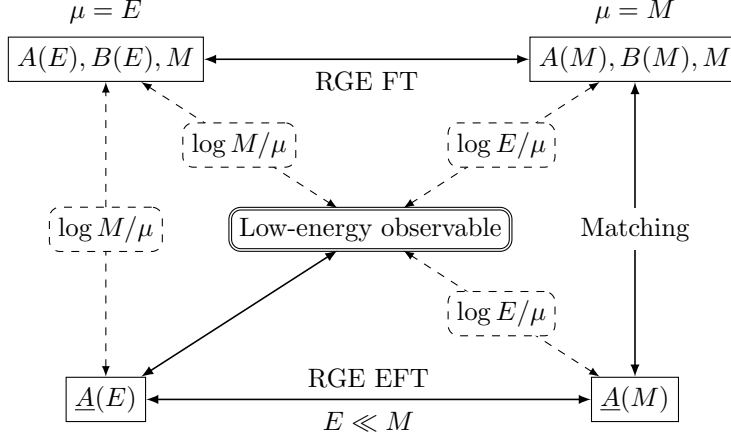 μ = E
μ = M
A(E), B(E), M
A(M), B(M), M
RGE FT
log M/μ
log E/μ
log M/μ
Low-energy observable
Matching
log E/μ
RGE EFT
A̲(E)
A̲(M)
E ≪ M